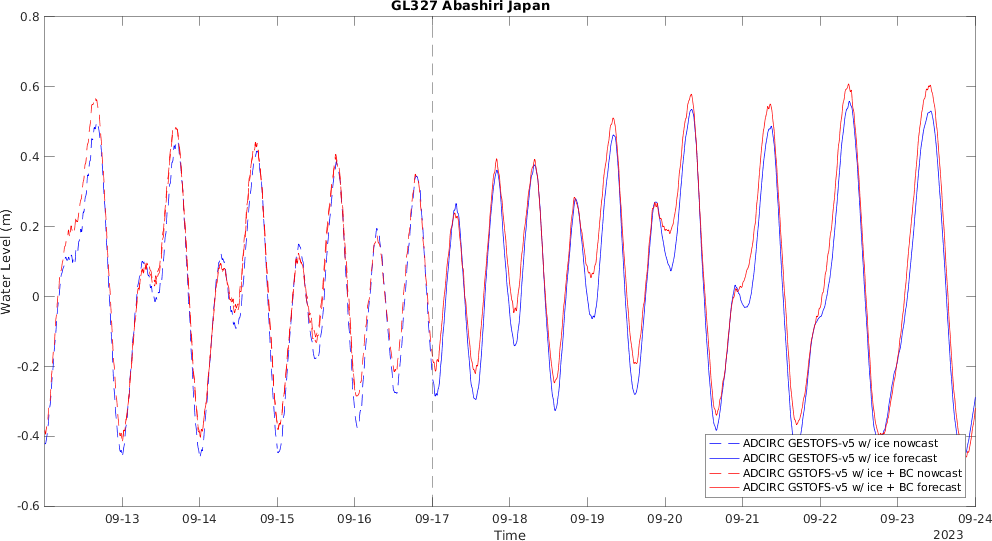 GL327 Abashiri Japan
0.8
0.6
0.4
0.2
0
-0.2
-0.4
-0.6
Water Level (m)
ADCIRC GESTOFS-v5 w/ ice nowcast
ADCIRC GESTOFS-v5 w/ ice forecast
ADCIRC GSTOFS-v5 w/ ice + BC nowcast
ADCIRC GSTOFS-v5 w/ ice + BC forecast
09-13 09-14 09-15 09-16 09-17 09-18 09-19 09-20 09-21 09-22 09-23 09-24
Time
2023